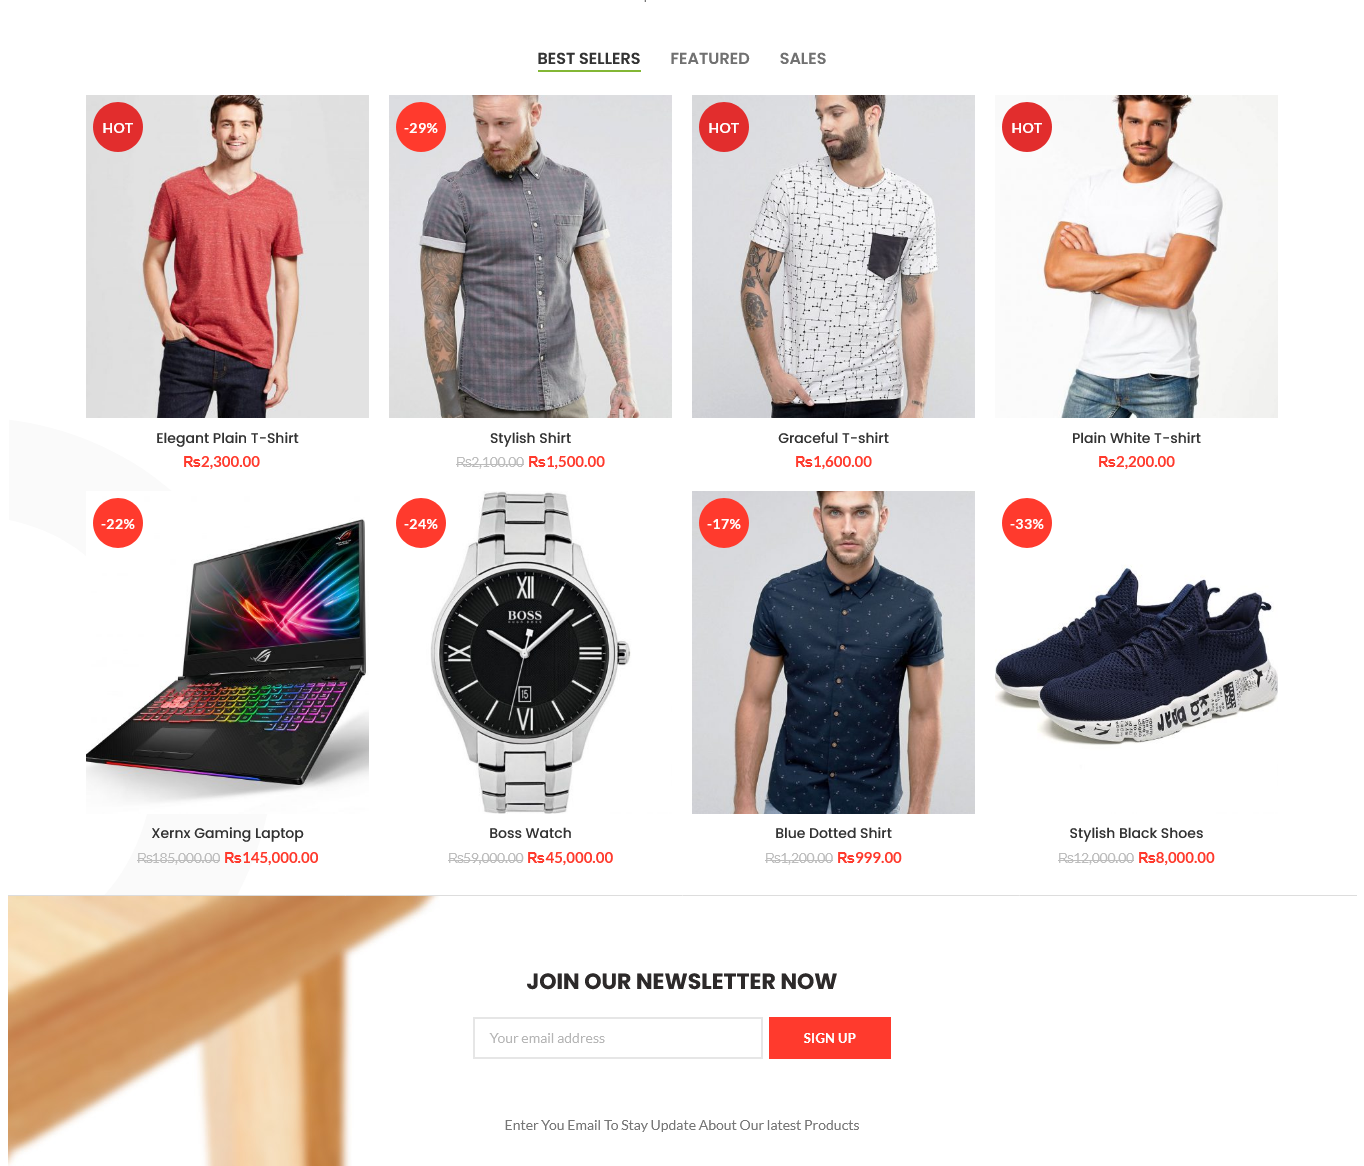 BEST SELLERS FEATURED SALES
HOT -29% HOT HOT
Elegant Plain T-Shirt Stylish Shirt Graceful T-shirt Plain White T-shirt
₨2,300.00 ₨2,100.00 ₨1,500.00 ₨1,600.00 ₨2,200.00
-22% -24% -17% -33%
BOSS
HUGO BOSS
15
Xernx Gaming Laptop Boss Watch Blue Dotted Shirt Stylish Black Shoes
₨185,000.00 ₨145,000.00 ₨59,000.00 ₨45,000.00 ₨1,200.00 ₨999.00 ₨12,000.00 ₨8,000.00
JOIN OUR NEWSLETTER NOW
Your email address SIGN UP
Enter You Email To Stay Update About Our latest Products